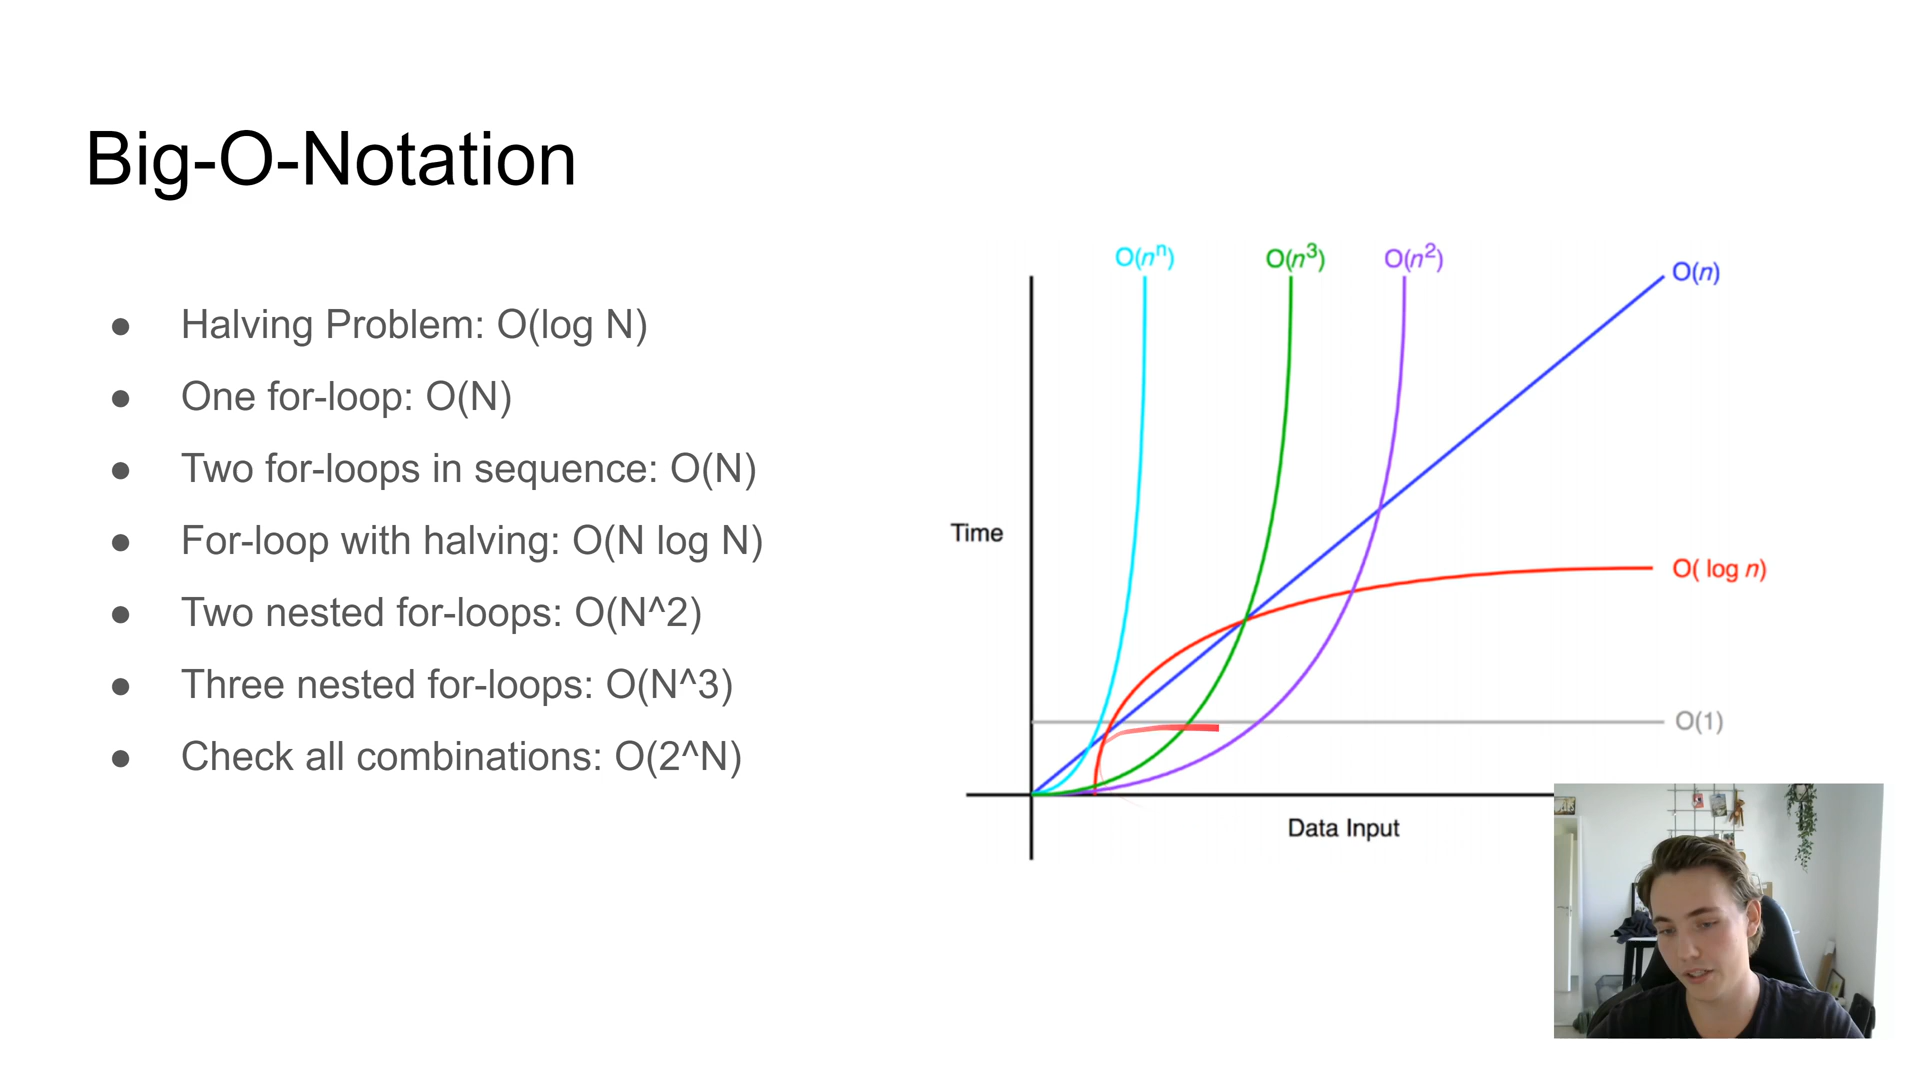 Big-O-Notation
● Halving Problem: O(log N)
● One for-loop: O(N)
● Two for-loops in sequence: O(N)
● For-loop with halving: O(N log N)
● Two nested for-loops: O(N^2)
● Three nested for-loops: O(N^3)
● Check all combinations: O(2^N)
O(nⁿ)
O(n³)
O(n²)
O(n)
Time
O( log n)
O(1)
Data Input